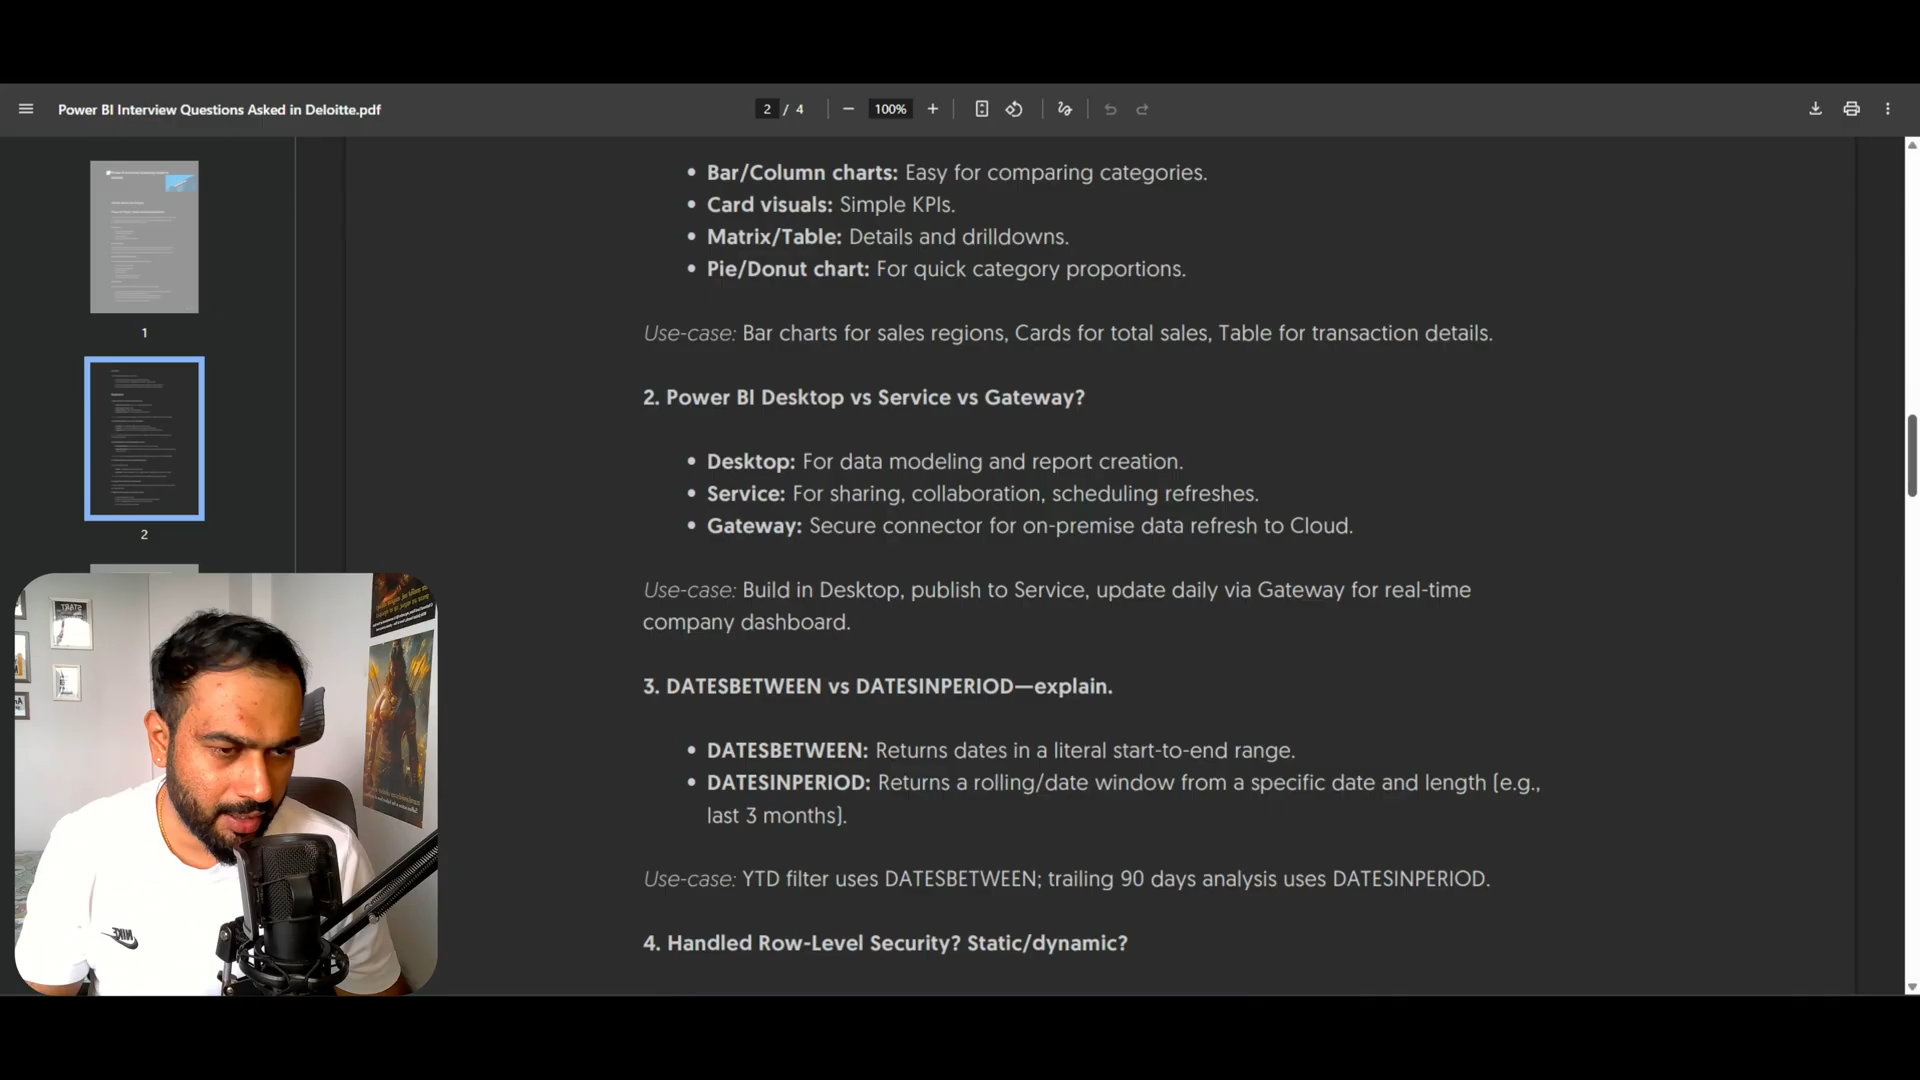 Power BI Interview Questions Asked in Deloitte.pdf
2 / 4
100%
1
2
• Bar/Column charts: Easy for comparing categories.
• Card visuals: Simple KPIs.
• Matrix/Table: Details and drilldowns.
• Pie/Donut chart: For quick category proportions.
Use-case: Bar charts for sales regions, Cards for total sales, Table for transaction details.
2. Power BI Desktop vs Service vs Gateway?
• Desktop: For data modeling and report creation.
• Service: For sharing, collaboration, scheduling refreshes.
• Gateway: Secure connector for on-premise data refresh to Cloud.
Use-case: Build in Desktop, publish to Service, update daily via Gateway for real-time
company dashboard.
3. DATESBETWEEN vs DATESINPERIOD—explain.
• DATESBETWEEN: Returns dates in a literal start-to-end range.
• DATESINPERIOD: Returns a rolling/date window from a specific date and length (e.g.,
last 3 months).
Use-case: YTD filter uses DATESBETWEEN; trailing 90 days analysis uses DATESINPERIOD.
4. Handled Row-Level Security? Static/dynamic?
START
NIKE